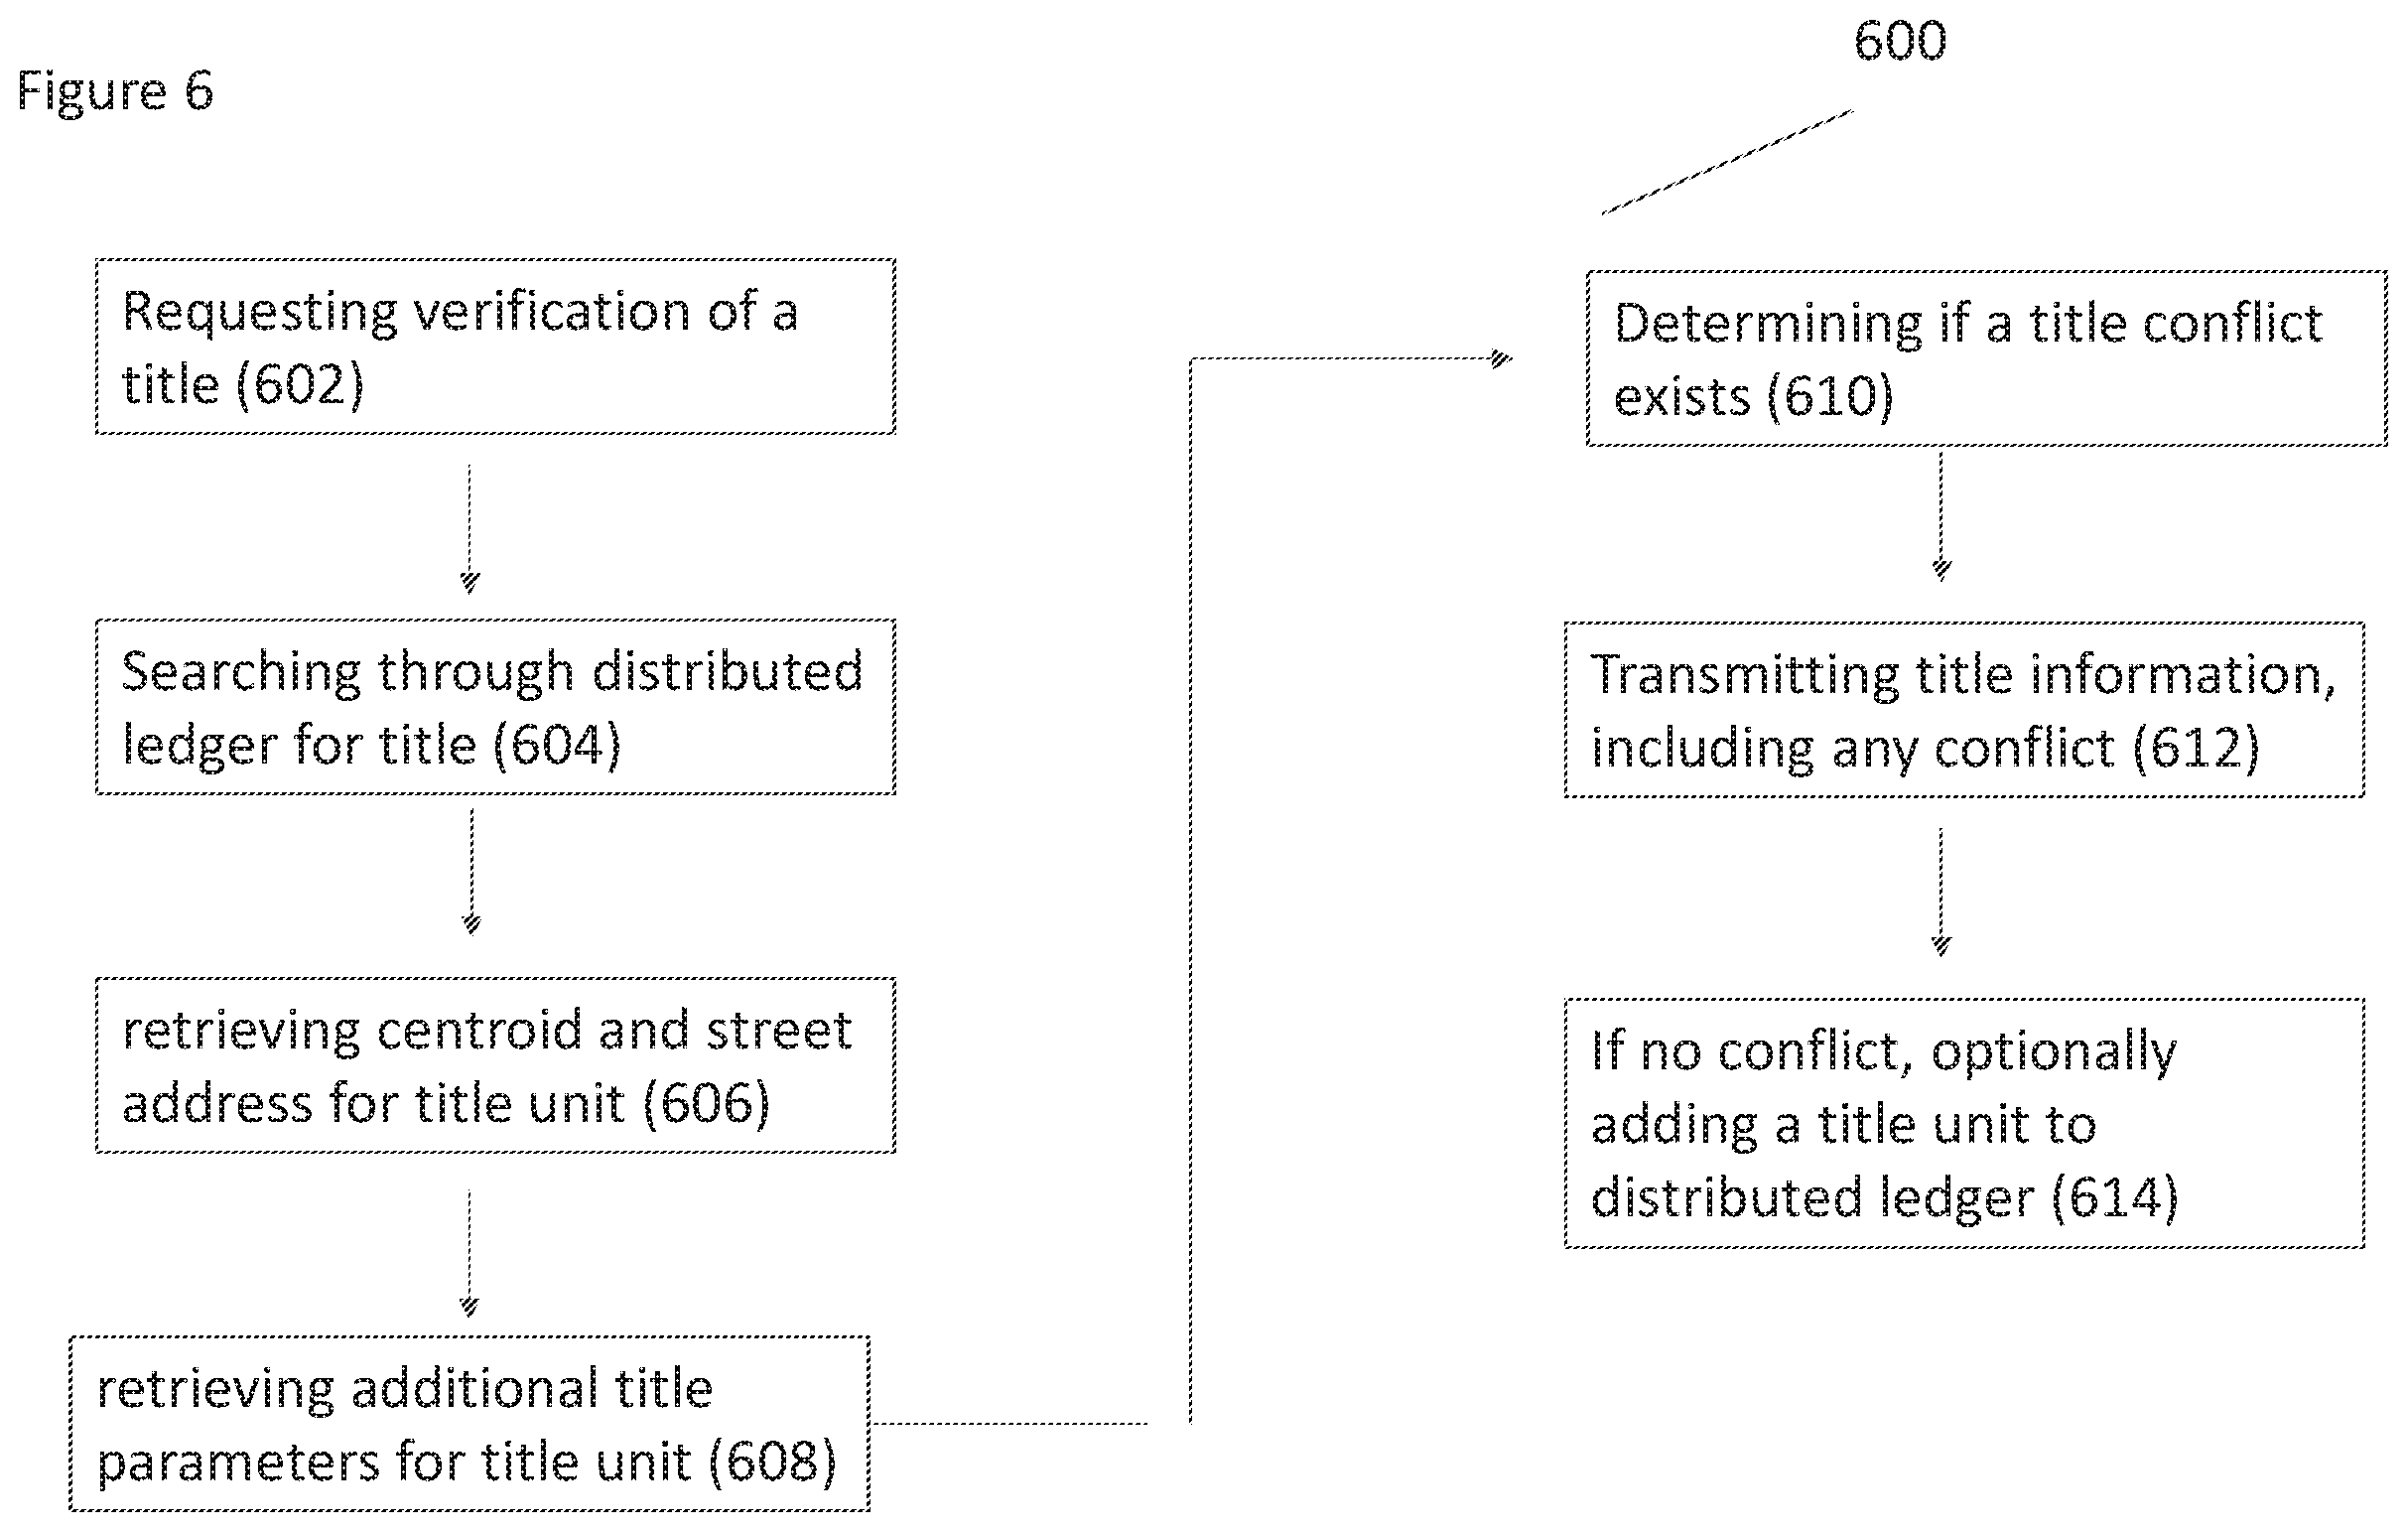 Figure 6
600
Requesting verification of a
title (602)
Searching through distributed
ledger for title (604)
retrieving centroid and street
address for title unit (606)
retrieving additional title
parameters for title unit (608)
Determining if a title conflict
exists (610)
Transmitting title information,
including any conflict (612)
If no conflict, optionally
adding a title unit to
distributed ledger (614)